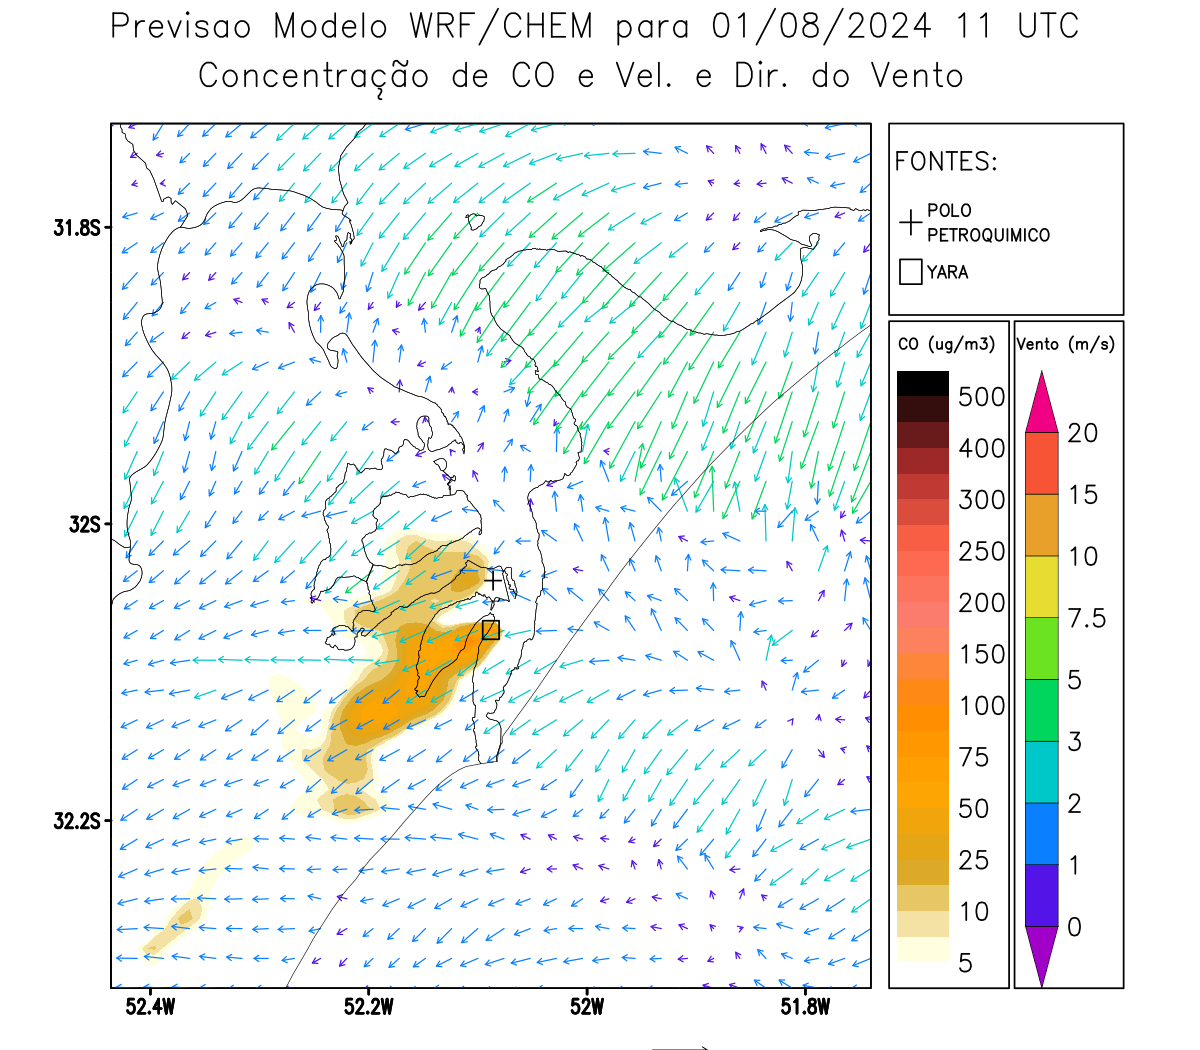 Previsao Modelo WRF/CHEM para 01/08/2024 11 UTC
Concentração de CO e Vel. e Dir. do Vento
FONTES:
POLO
PETROQUIMICO
YARA
CO (ug/m3)
500
400
300
250
200
150
100
75
50
25
10
5
Vento (m/s)
20
15
10
7.5
5
3
2
1
0
31.8S
32S
32.2S
52.4W
52.2W
52W
51.8W